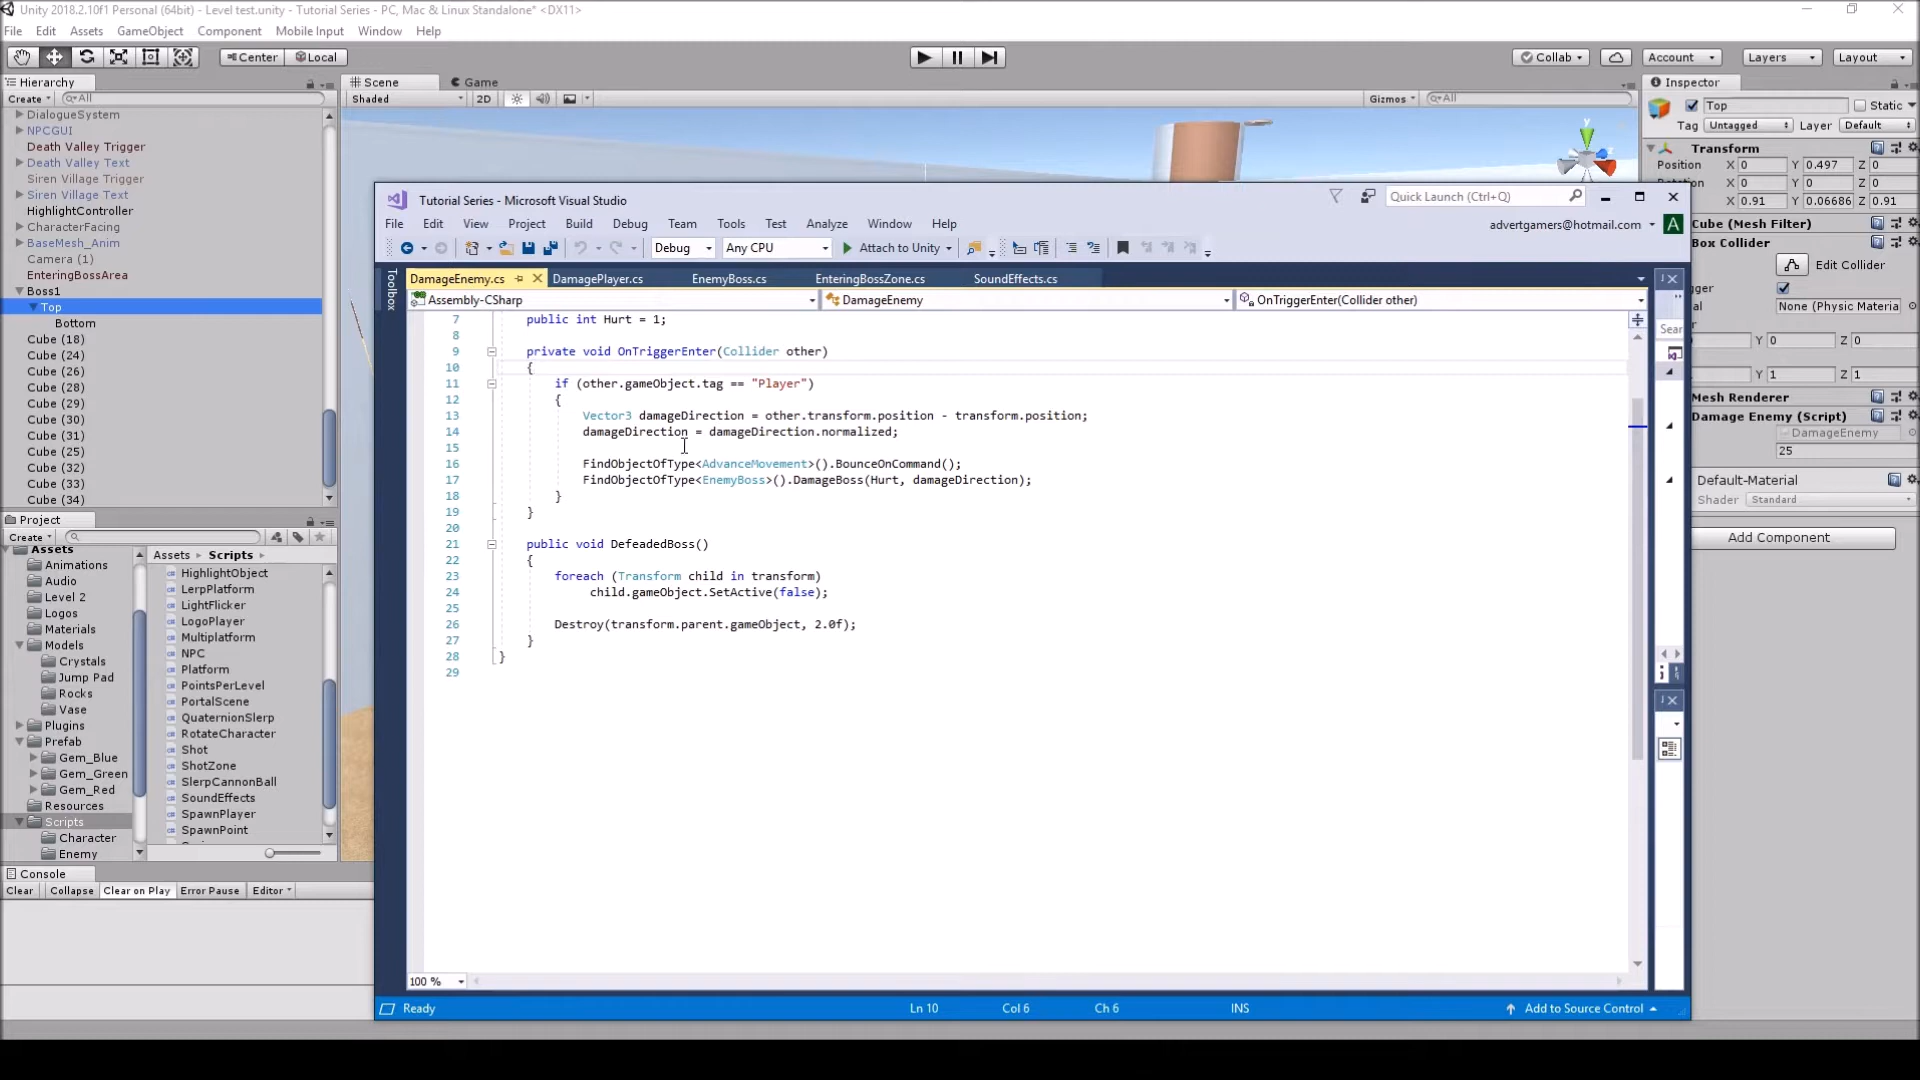 Unity 2018.2.10f1 Personal (64bit) - Level test.unity - Tutorial Series - PC, Mac & Linux Standalone* <DX11>
File Edit Assets GameObject Component Mobile Input Window Help
Center Local Collab Account Layers Layout
Hierarchy
Create All
DialogueSystem
NPCGUI
Death Valley Trigger
Death Valley Text
Siren Village Trigger
Siren Village Text
HighlightController
CharacterFacing
BaseMesh_Anim
Camera (1)
EnteringBossArea
Boss1
Top
Bottom
Cube (18)
Cube (24)
Cube (26)
Cube (28)
Cube (29)
Cube (30)
Cube (31)
Cube (25)
Cube (32)
Cube (33)
Cube (34)
Scene Game
Shaded 2D Gizmos All
Tutorial Series - Microsoft Visual Studio
Quick Launch (Ctrl+Q)
File Edit View Project Build Debug Team Tools Test Analyze Window Help
advertgamers@hotmail.com A
Debug Any CPU Attach to Unity
Toolbox
DamageEnemy.cs DamagePlayer.cs EnemyBoss.cs EnteringBossZone.cs SoundEffects.cs
Assembly-CSharp DamageEnemy OnTriggerEnter(Collider other)
7 public int Hurt = 1;
8
9 private void OnTriggerEnter(Collider other)
10 {
11 if (other.gameObject.tag == "Player")
12 {
13 Vector3 damageDirection = other.transform.position - transform.position;
14 damageDirection = damageDirection.normalized;
15
16 FindObjectOfType<AdvanceMovement>().BounceOnCommand();
17 FindObjectOfType<EnemyBoss>().DamageBoss(Hurt, damageDirection);
18 }
19 }
20
21 public void DefeadedBoss()
22 {
23 foreach (Transform child in transform)
24 child.gameObject.SetActive(false);
25
26 Destroy(transform.parent.gameObject, 2.0f);
27 }
28 }
29
100 %
Ready Ln 10 Col 6 Ch 6 INS Add to Source Control
Sear
Inspector
Top Static
Tag Untagged Layer Default
Transform
Position X 0 Y 0.497 Z 0
Rotation X 0 Y 0 Z 0
X 0.91 Y 0.06686 Z 0.91
Cube (Mesh Filter)
Box Collider
Edit Collider
gger
al None (Physic Materia
Y 0 Z 0
Y 1 Z 1
Mesh Renderer
Damage Enemy (Script)
DamageEnemy
25
Default-Material
Shader Standard
Add Component
Project
Create
Assets
Animations
Audio
Level 2
Logos
Materials
Models
Crystals
Jump Pad
Rocks
Vase
Plugins
Prefab
Gem_Blue
Gem_Green
Gem_Red
Resources
Scripts
Character
Enemy
Assets Scripts
HighlightObject
LerpPlatform
LightFlicker
LogoPlayer
Multiplatform
NPC
Platform
PointsPerLevel
PortalScene
QuaternionSlerp
RotateCharacter
Shot
ShotZone
SlerpCannonBall
SoundEffects
SpawnPlayer
SpawnPoint
Console
Clear Collapse Clear on Play Error Pause Editor